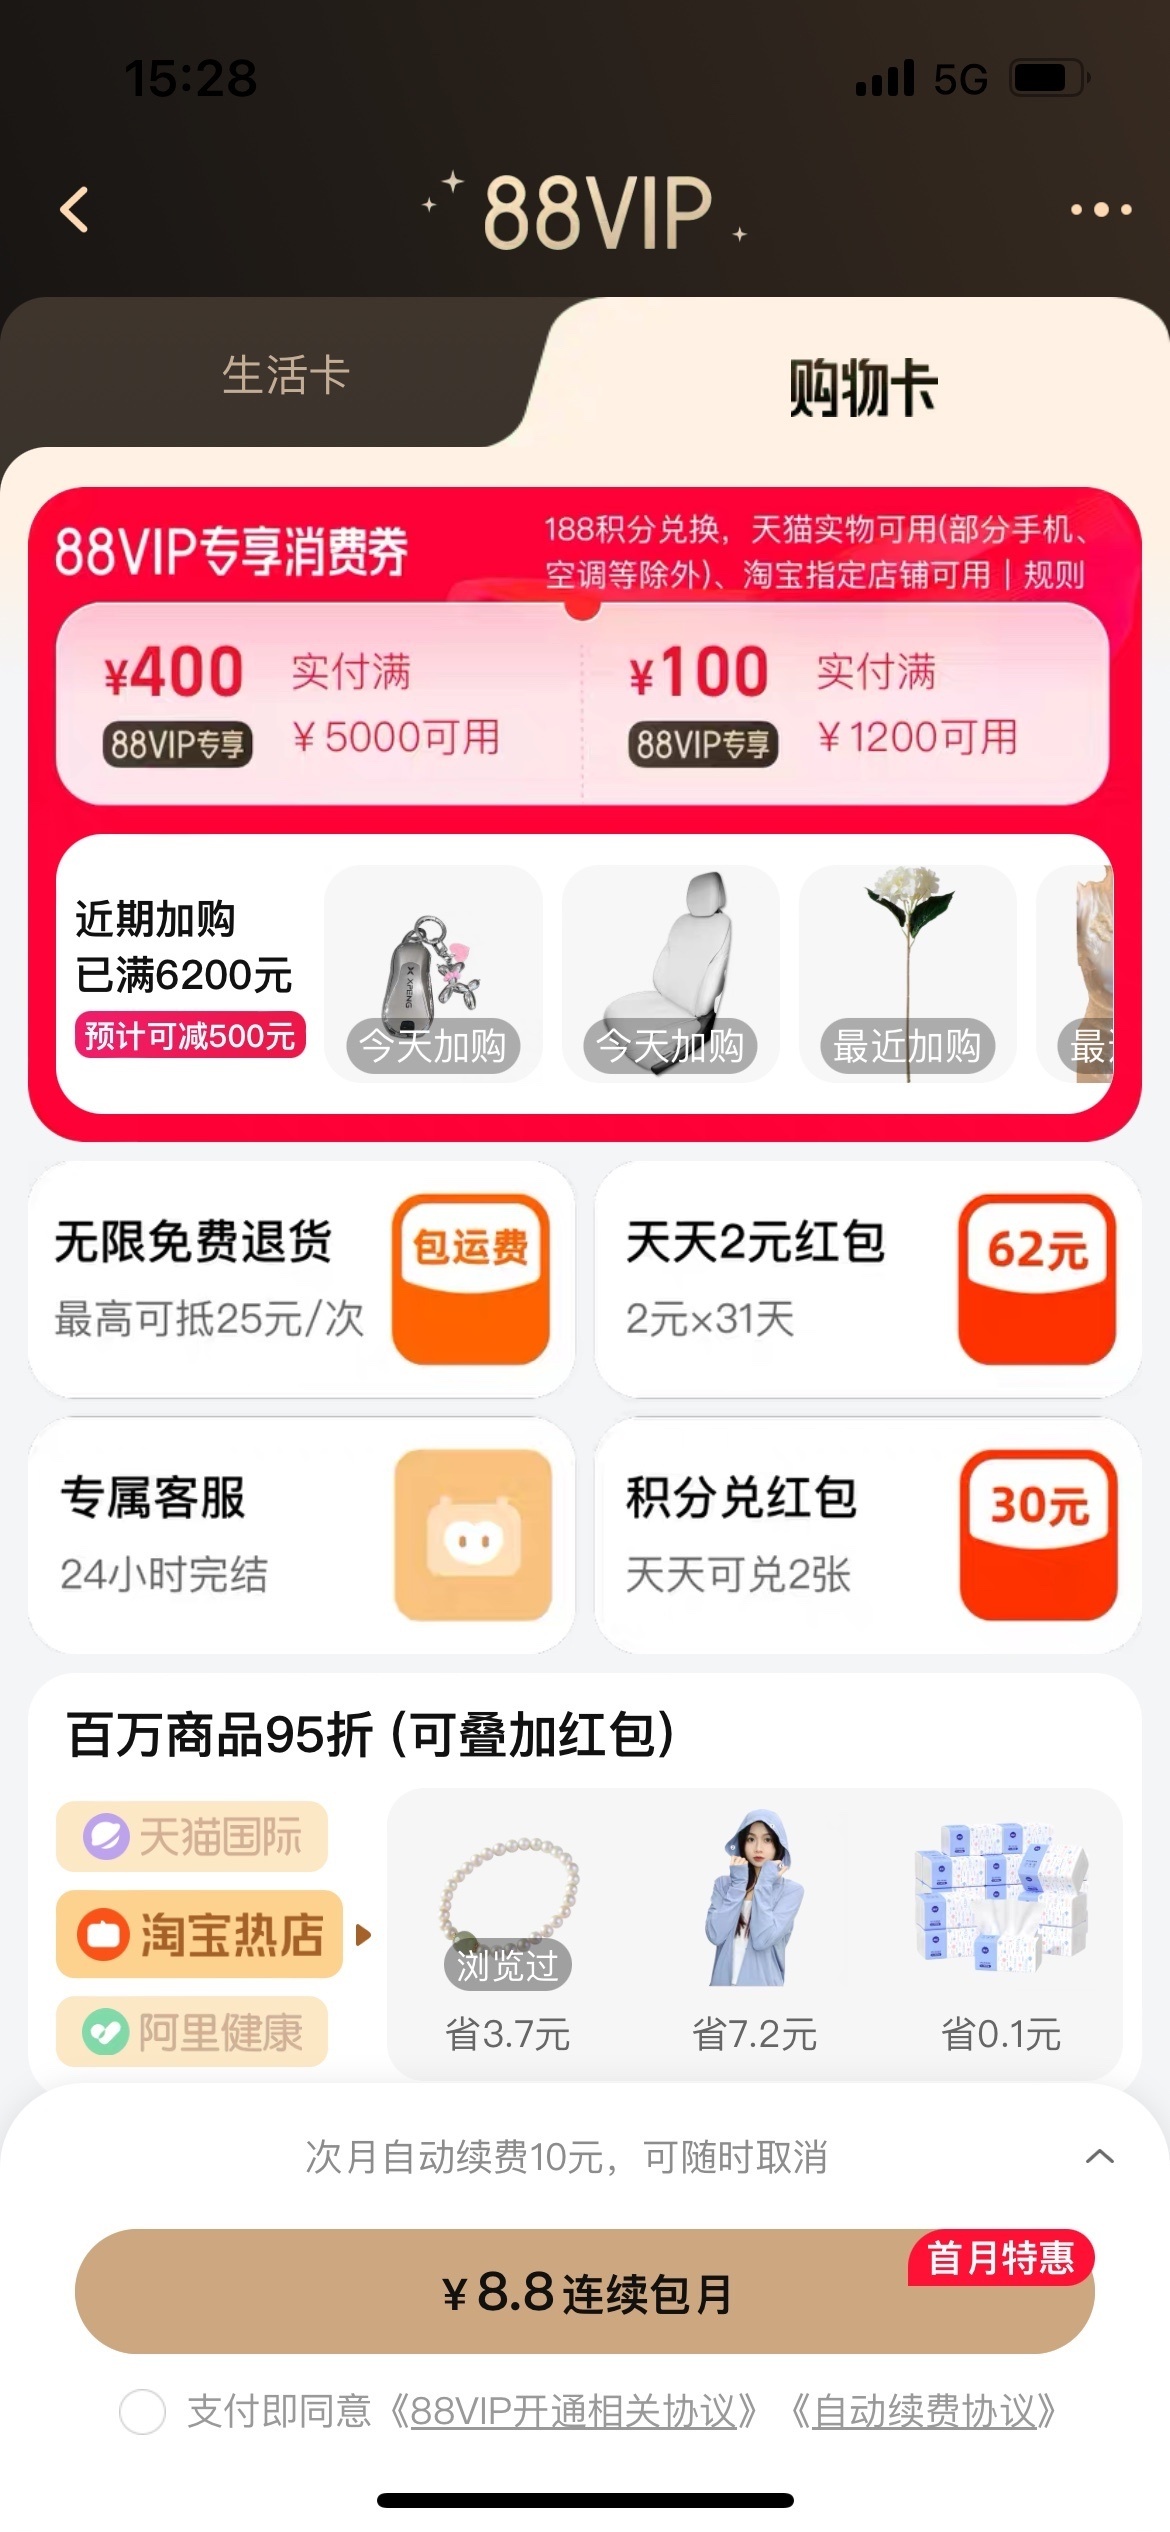 15:28
5G
88VIP
生活卡
购物卡
88VIP专享消费券
188积分兑换，天猫实物可用(部分手机、
空调等除外)、淘宝指定店铺可用 | 规则
¥400 实付满
88VIP专享 ¥5000可用
¥100 实付满
88VIP专享 ¥1200可用
近期加购
已满6200元
预计可减500元
XPENG
今天加购
今天加购
最近加购
无限免费退货
最高可抵25元/次
包运费
天天2元红包
2元×31天
62元
专属客服
24小时完结
积分兑红包
天天可兑2张
30元
百万商品95折 (可叠加红包)
天猫国际
淘宝热店
阿里健康
浏览过
省3.7元
省7.2元
省0.1元
次月自动续费10元，可随时取消
首月特惠
¥8.8连续包月
支付即同意《88VIP开通相关协议》《自动续费协议》